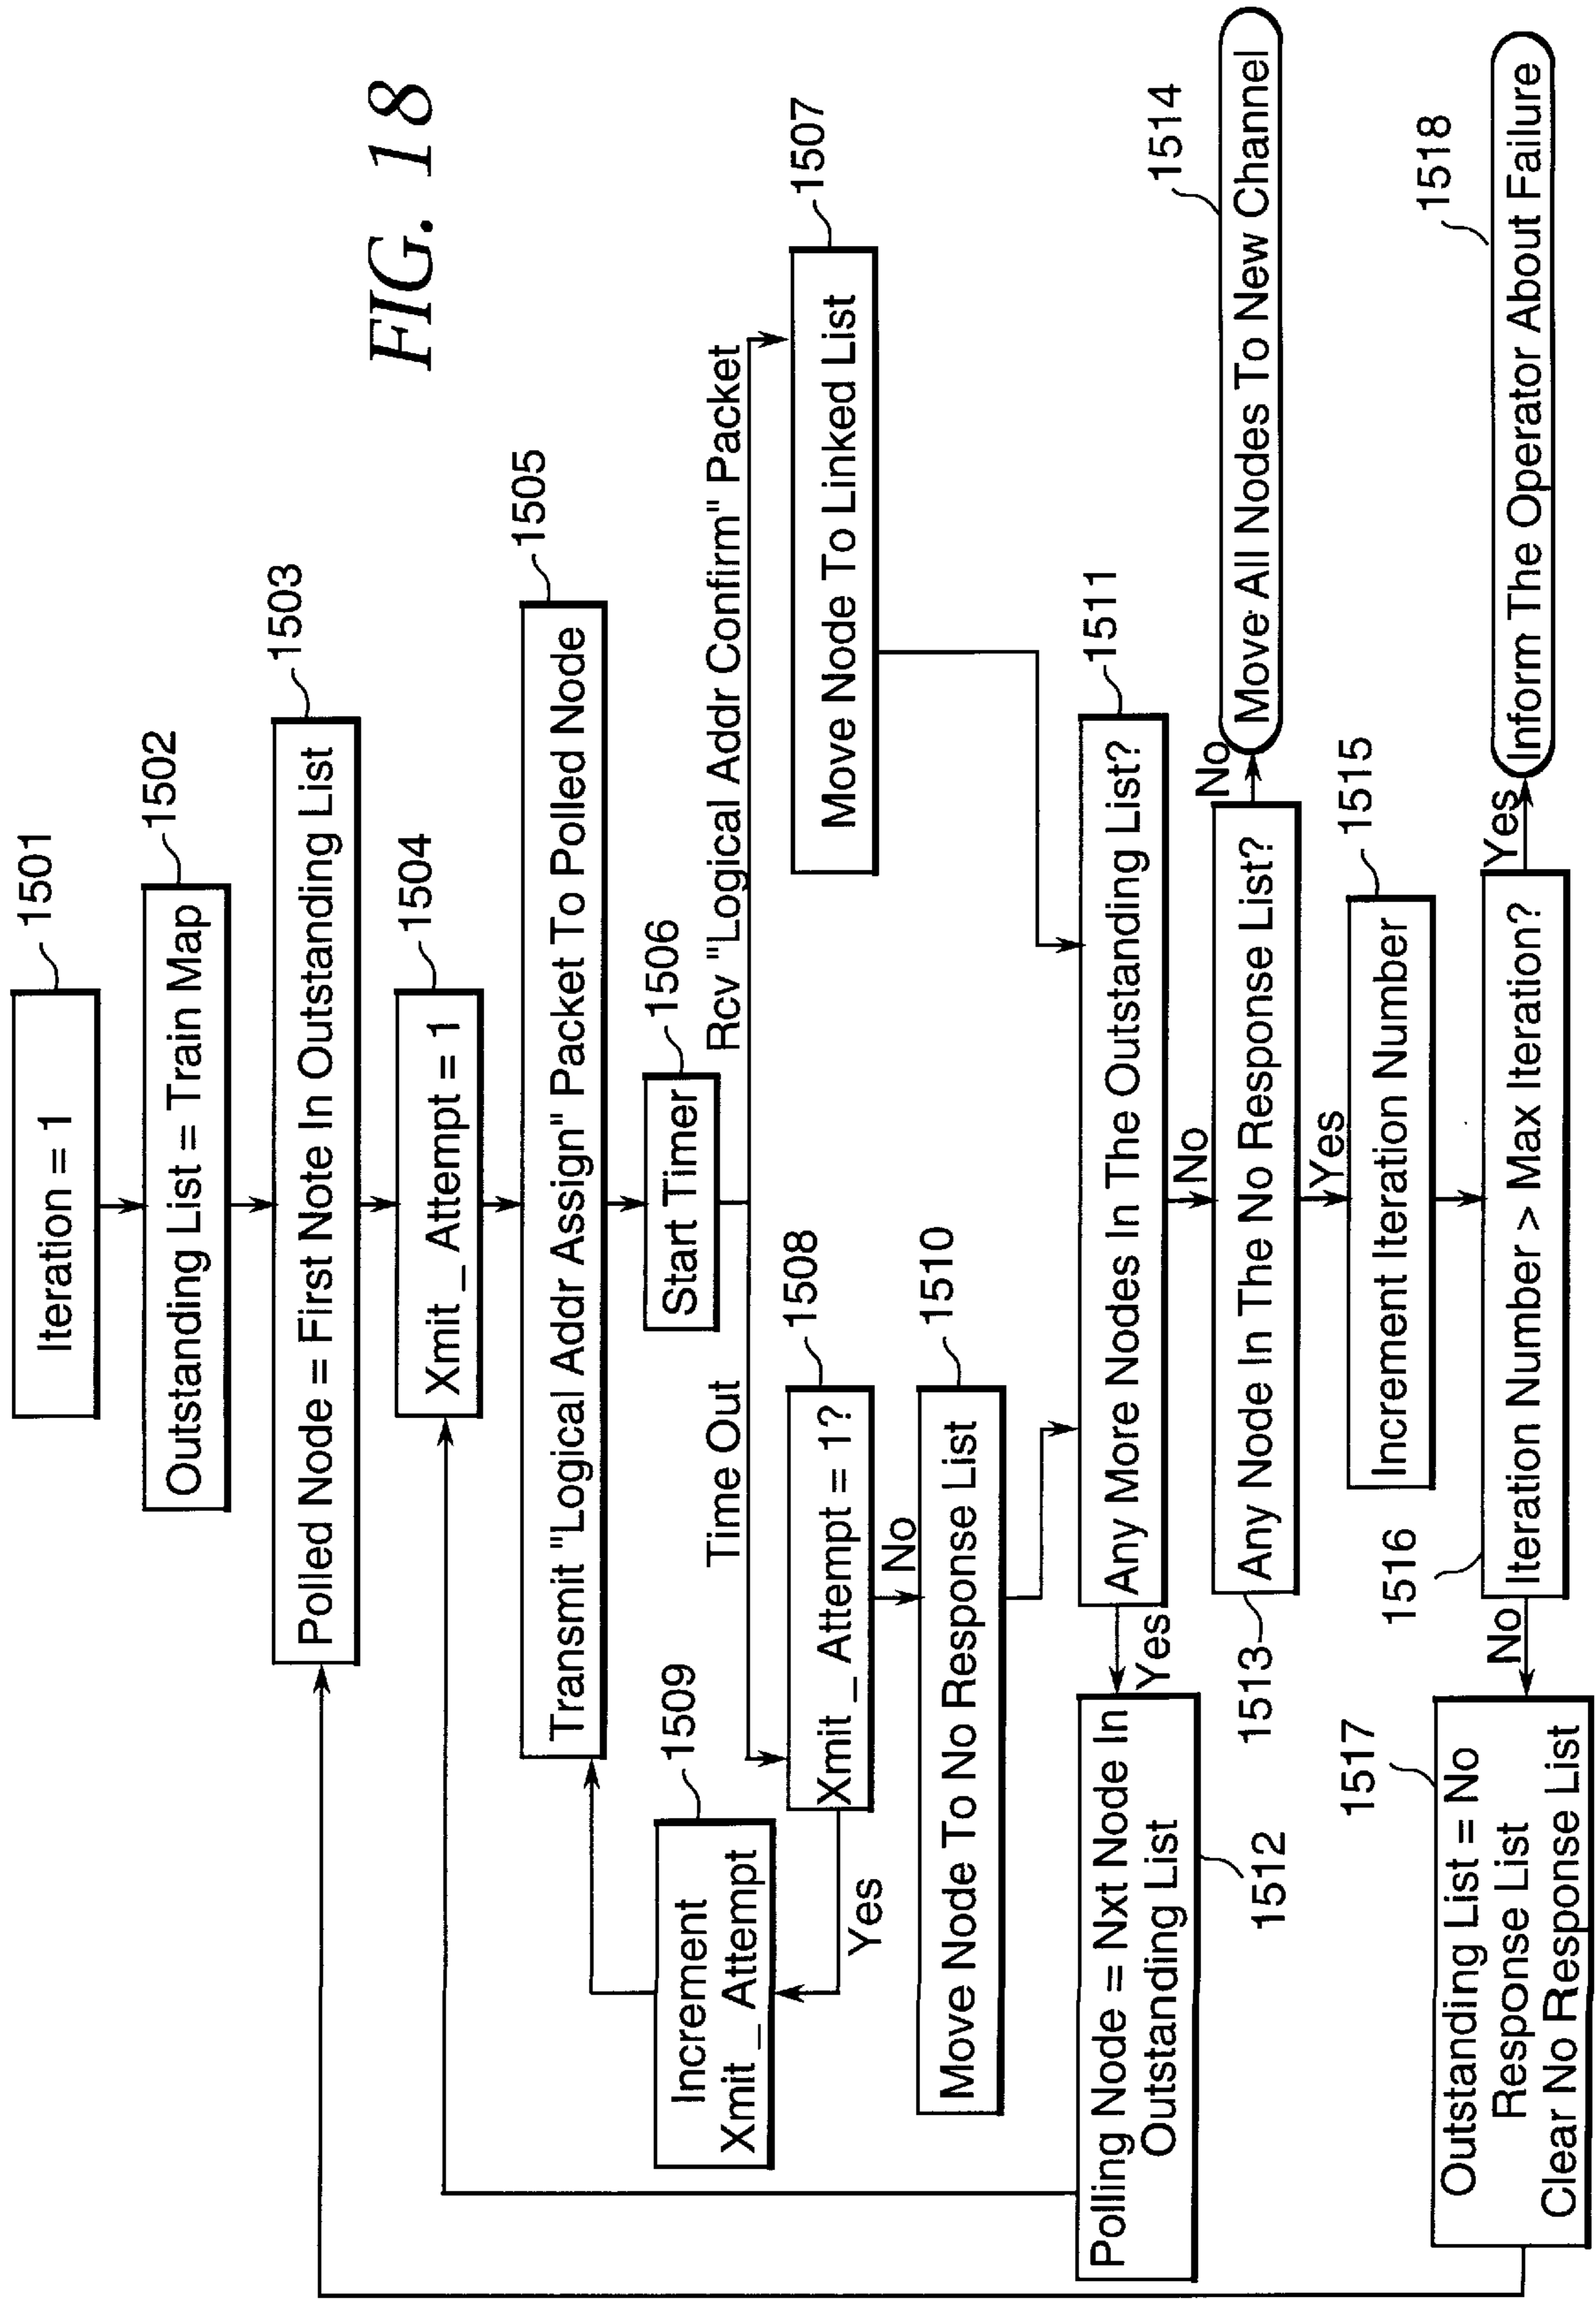 FIG. 18
1501
Iteration = 1
1502
Outstanding List = Train Map
1503
Polled Node = First Note In Outstanding List
1504
Xmit_Attempt = 1
1505
Transmit "Logical Addr Assign" Packet To Polled Node
1506
Start Timer
Time Out
Rcv "Logical Addr Confirm" Packet
1507
Move Node To Linked List
1508
Xmit_Attempt = 1?
Yes
No
1509
Increment
Xmit_Attempt
1510
Move Node To No Response List
1511
Any More Nodes In The Outstanding List?
Yes
No
Polling Node = Nxt Node In
Outstanding List
1512
1513
Any Node In The No Response List?
No
Yes
1514
Move All Nodes To New Channel
1515
Increment Iteration Number
1516
Iteration Number > Max Iteration?
No
Yes
1517
Outstanding List = No
Response List
Clear No Response List
1518
Inform The Operator About Failure